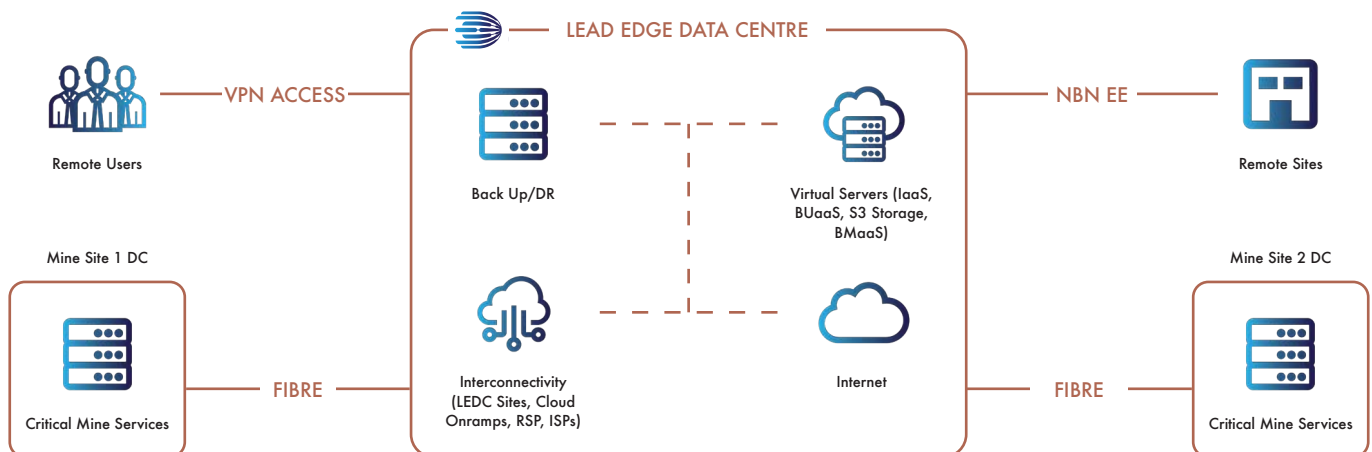 LEAD EDGE DATA CENTRE
VPN ACCESS
NBN EE
Remote Users
Remote Sites
Back Up/DR
Virtual Servers (IaaS,
BUaaS, S3 Storage,
BMaaS)
Mine Site 1 DC
Mine Site 2 DC
Critical Mine Services
FIBRE
Interconnectivity
(LEDC Sites, Cloud
Onramps, RSP, ISPs)
Internet
FIBRE
Critical Mine Services